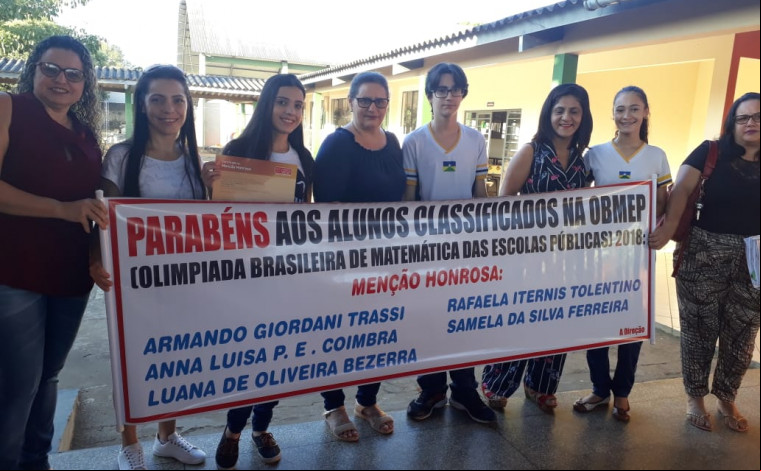 PARABÉNS AOS ALUNOS CLASSIFICADOS NA OBMEP
(OLIMPIADA BRASILEIRA DE MATEMÁTICA DAS ESCOLAS PÚBLICAS) 2018:
MENÇÃO HONROSA:
ARMANDO GIORDANI TRASSI
ANNA LUISA P. E . COIMBRA
LUANA DE OLIVEIRA BEZERRA
RAFAELA ITERNIS TOLENTINO
SAMELA DA SILVA FERREIRA
A Direção